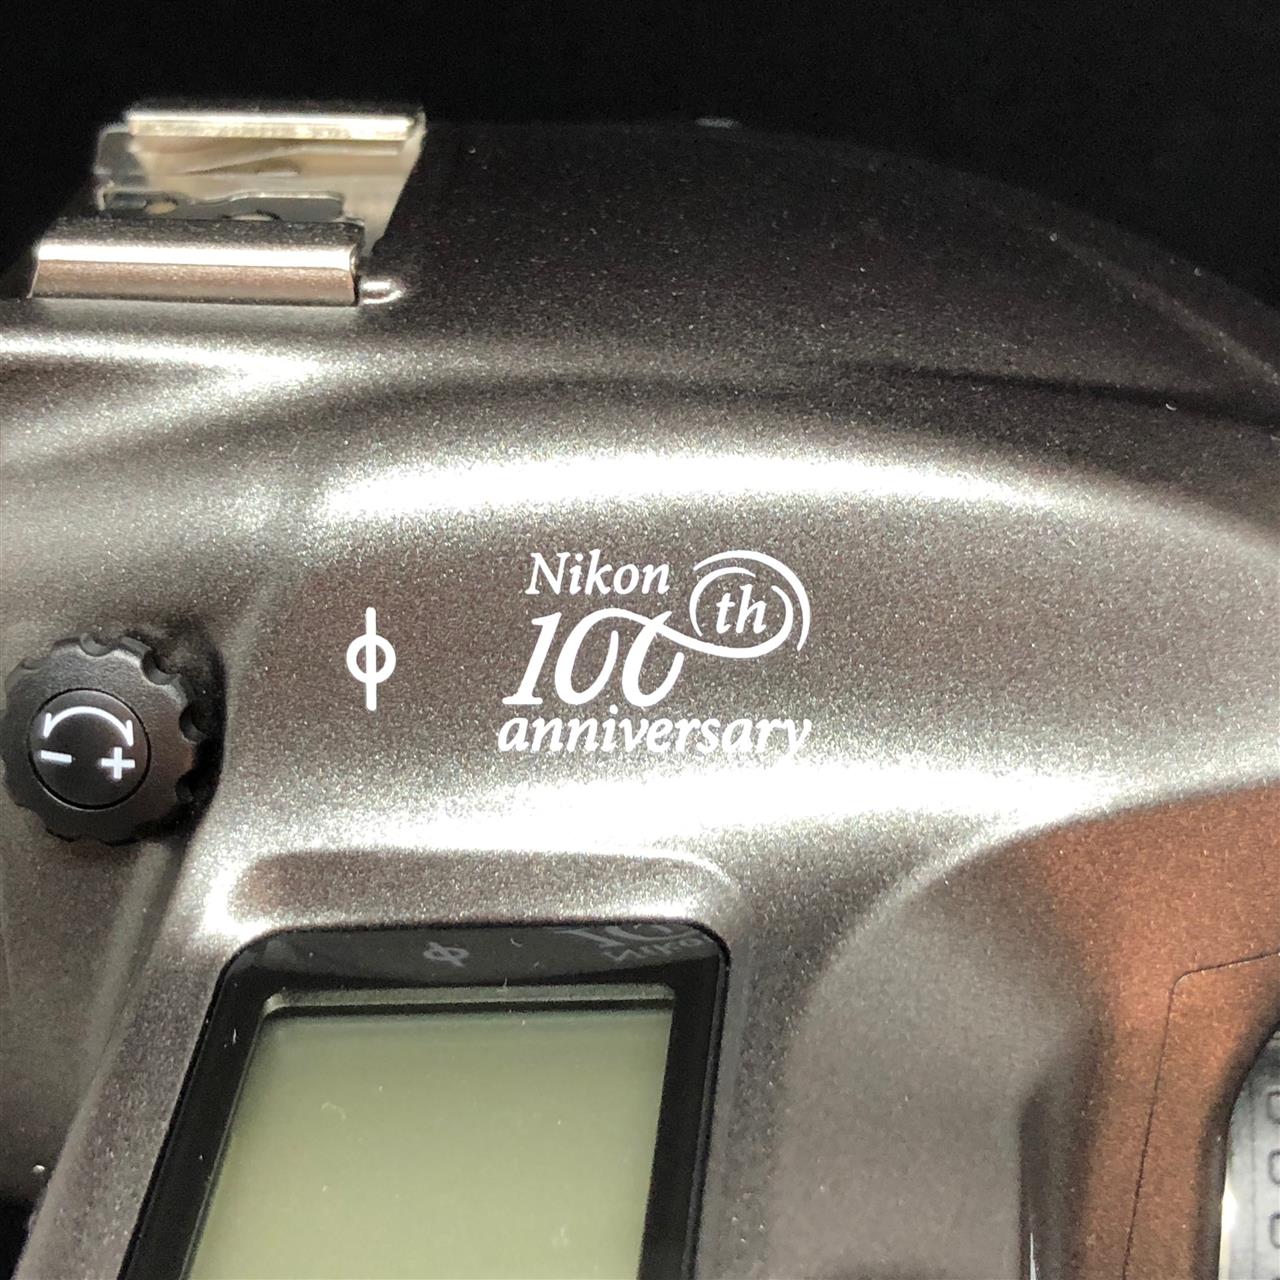 Nikon
100th
anniversary
- +